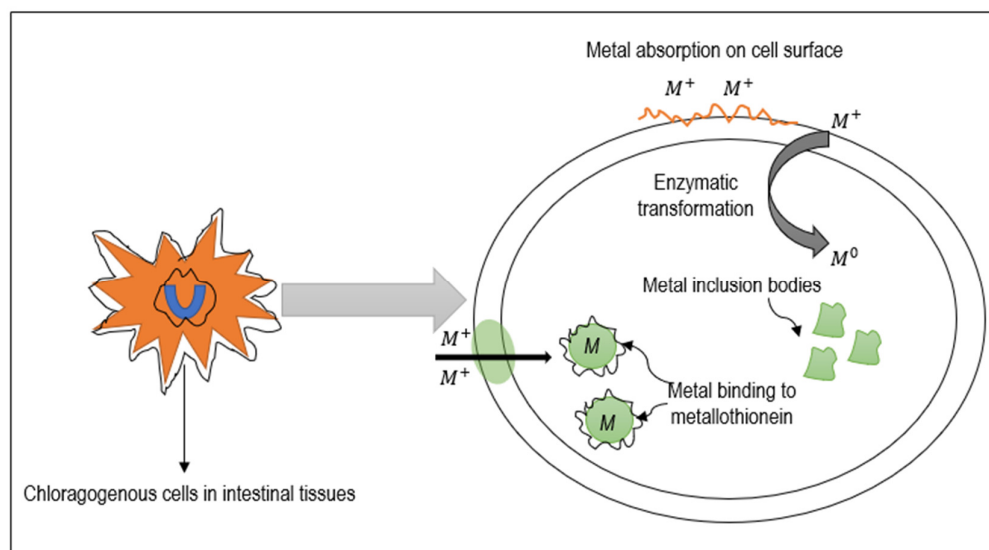 Metal absorption on cell surface
M⁺ M⁺
M⁺
Enzymatic
transformation
M⁰
Metal inclusion bodies
M⁺
M⁺
M
Metal binding to
metallothionein
M
Chloragogenous cells in intestinal tissues